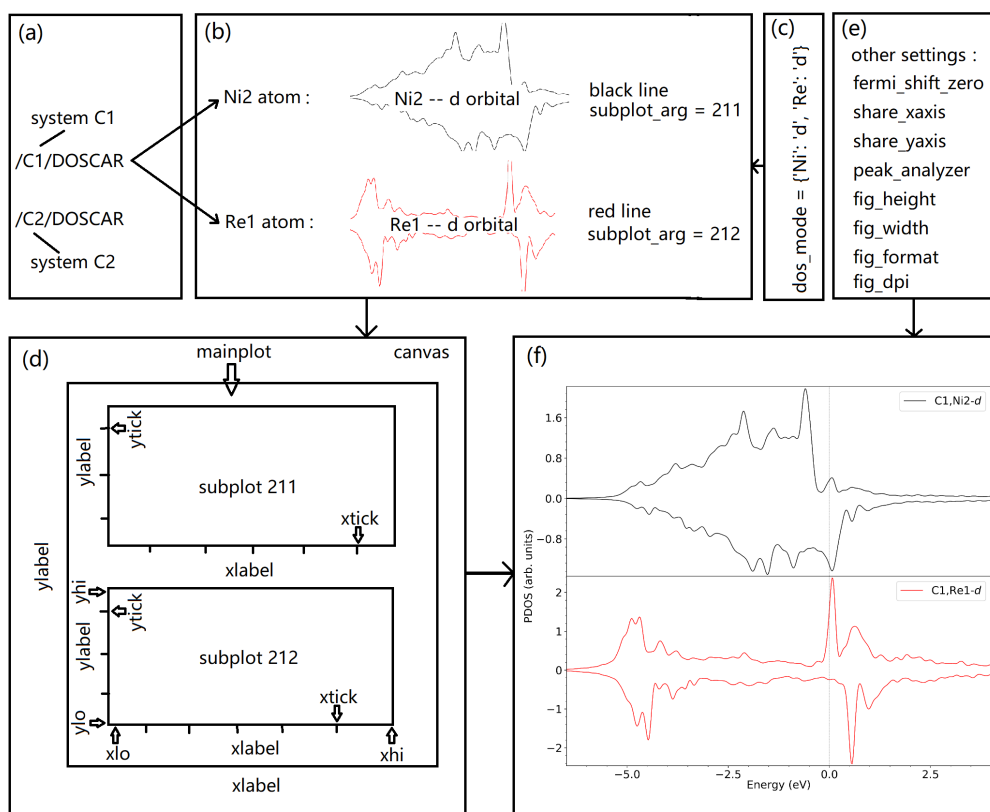 (a)
system C1
/C1/DOSCAR
/C2/DOSCAR
system C2
(b)
Ni2 atom :
Ni2 -- d orbital
black line
subplot_arg = 211
Re1 atom :
Re1 -- d orbital
red line
subplot_arg = 212
(c)
dos_mode = {'Ni': 'd', 'Re': 'd'}
(e)
other settings :
fermi_shift_zero
share_xaxis
share_yaxis
peak_analyzer
fig_height
fig_width
fig_format
fig_dpi
(d)
mainplot
canvas
ytick
ylabel
subplot 211
xtick
xlabel
ylabel
yhi
ytick
ylabel
subplot 212
ylo
xtick
xlo
xlabel
xhi
xlabel
(f)
C1,Ni2-d
1.6
0.8
0.0
−0.8
PDOS (arb. units)
C1,Re1-d
2
1
0
−1
−2
−5.0
−2.5
0.0
2.5
Energy (eV)